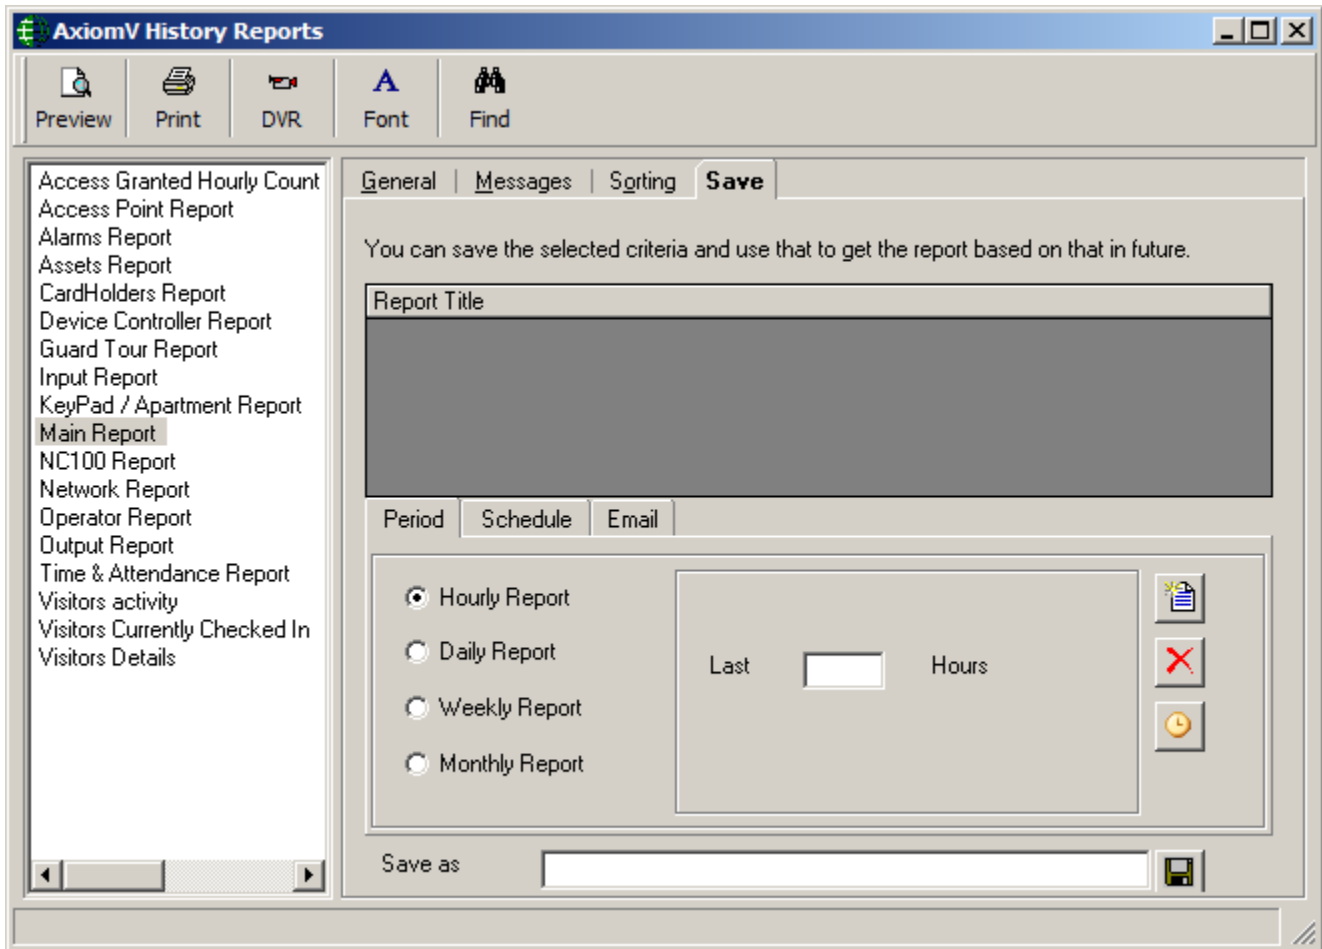 AxiomV History Reports
Preview Print DVR Font Find
Access Granted Hourly Count
Access Point Report
Alarms Report
Assets Report
CardHolders Report
Device Controller Report
Guard Tour Report
Input Report
KeyPad / Apartment Report
Main Report
NC100 Report
Network Report
Operator Report
Output Report
Time & Attendance Report
Visitors activity
Visitors Currently Checked In
Visitors Details
General Messages Sorting Save
You can save the selected criteria and use that to get the report based on that in future.
Report Title
Period Schedule Email
Hourly Report
Daily Report
Weekly Report
Monthly Report
Last Hours
Save as